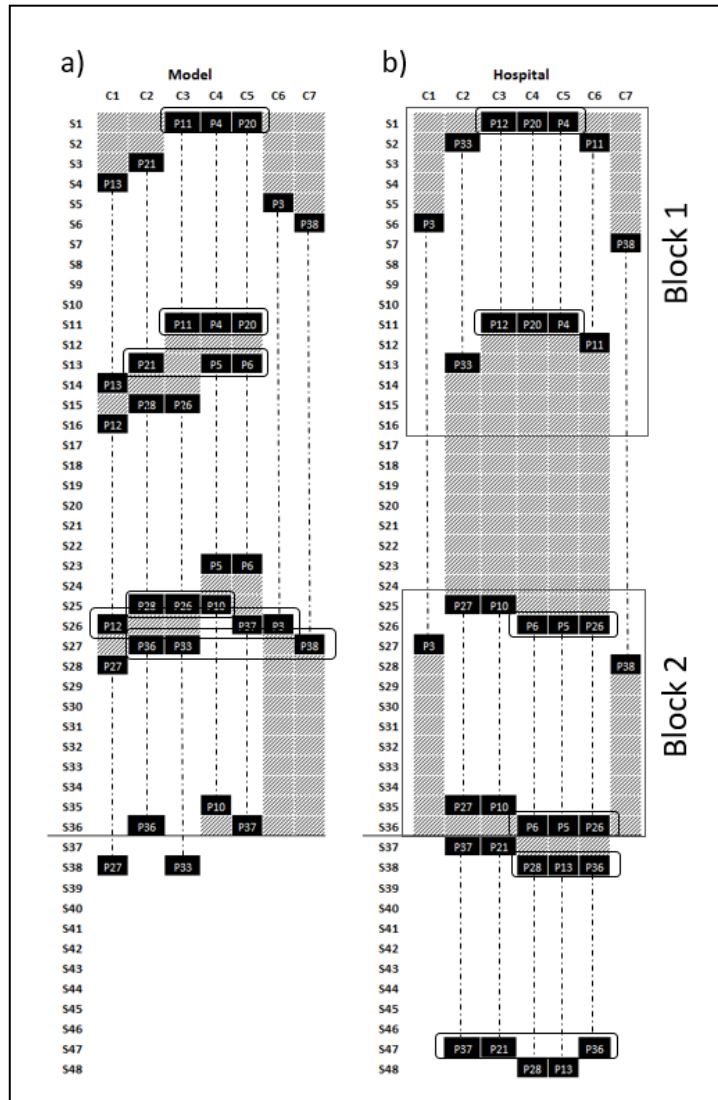 a) Model b) Hospital
C1 C2 C3 C4 C5 C6 C7 C1 C2 C3 C4 C5 C6 C7
S1 P11 P4 P20 S1 P12 P20 P4
S2 S2 P33 P11
S3 P21 S3
S4 P13 S4
S5 P3 S5
S6 P38 S6 P3
S7 S7 P38
S8 S8
S9 S9
S10 S10
S11 P11 P4 P20 S11 P12 P20 P4
S12 S12 P11
S13 P21 P5 P6 S13 P33
S14 P13 S14
S15 P28 P26 S15
S16 P12 S16
S17 S17
S18 S18
S19 S19
S20 S20
S21 S21
S22 S22
S23 P5 P6 S23
S24 S24
S25 P28 P26 P10 S25 P27 P10
S26 P12 P37 P3 S26 P6 P5 P26
S27 P36 P33 P38 S27 P3
S28 P27 S28 P38
S29 S29
S30 S30
S31 S31
S32 S32
S33 S33
S34 S34
S35 P10 S35 P27 P10
S36 P36 P37 S36 P6 P5 P26
S37 S37 P37 P21
S38 P27 P33 S38 P28 P13 P36
S39 S39
S40 S40
S41 S41
S42 S42
S43 S43
S44 S44
S45 S45
S46 S46
S47 S47 P37 P21 P36
S48 S48 P28 P13
Block 1
Block 2